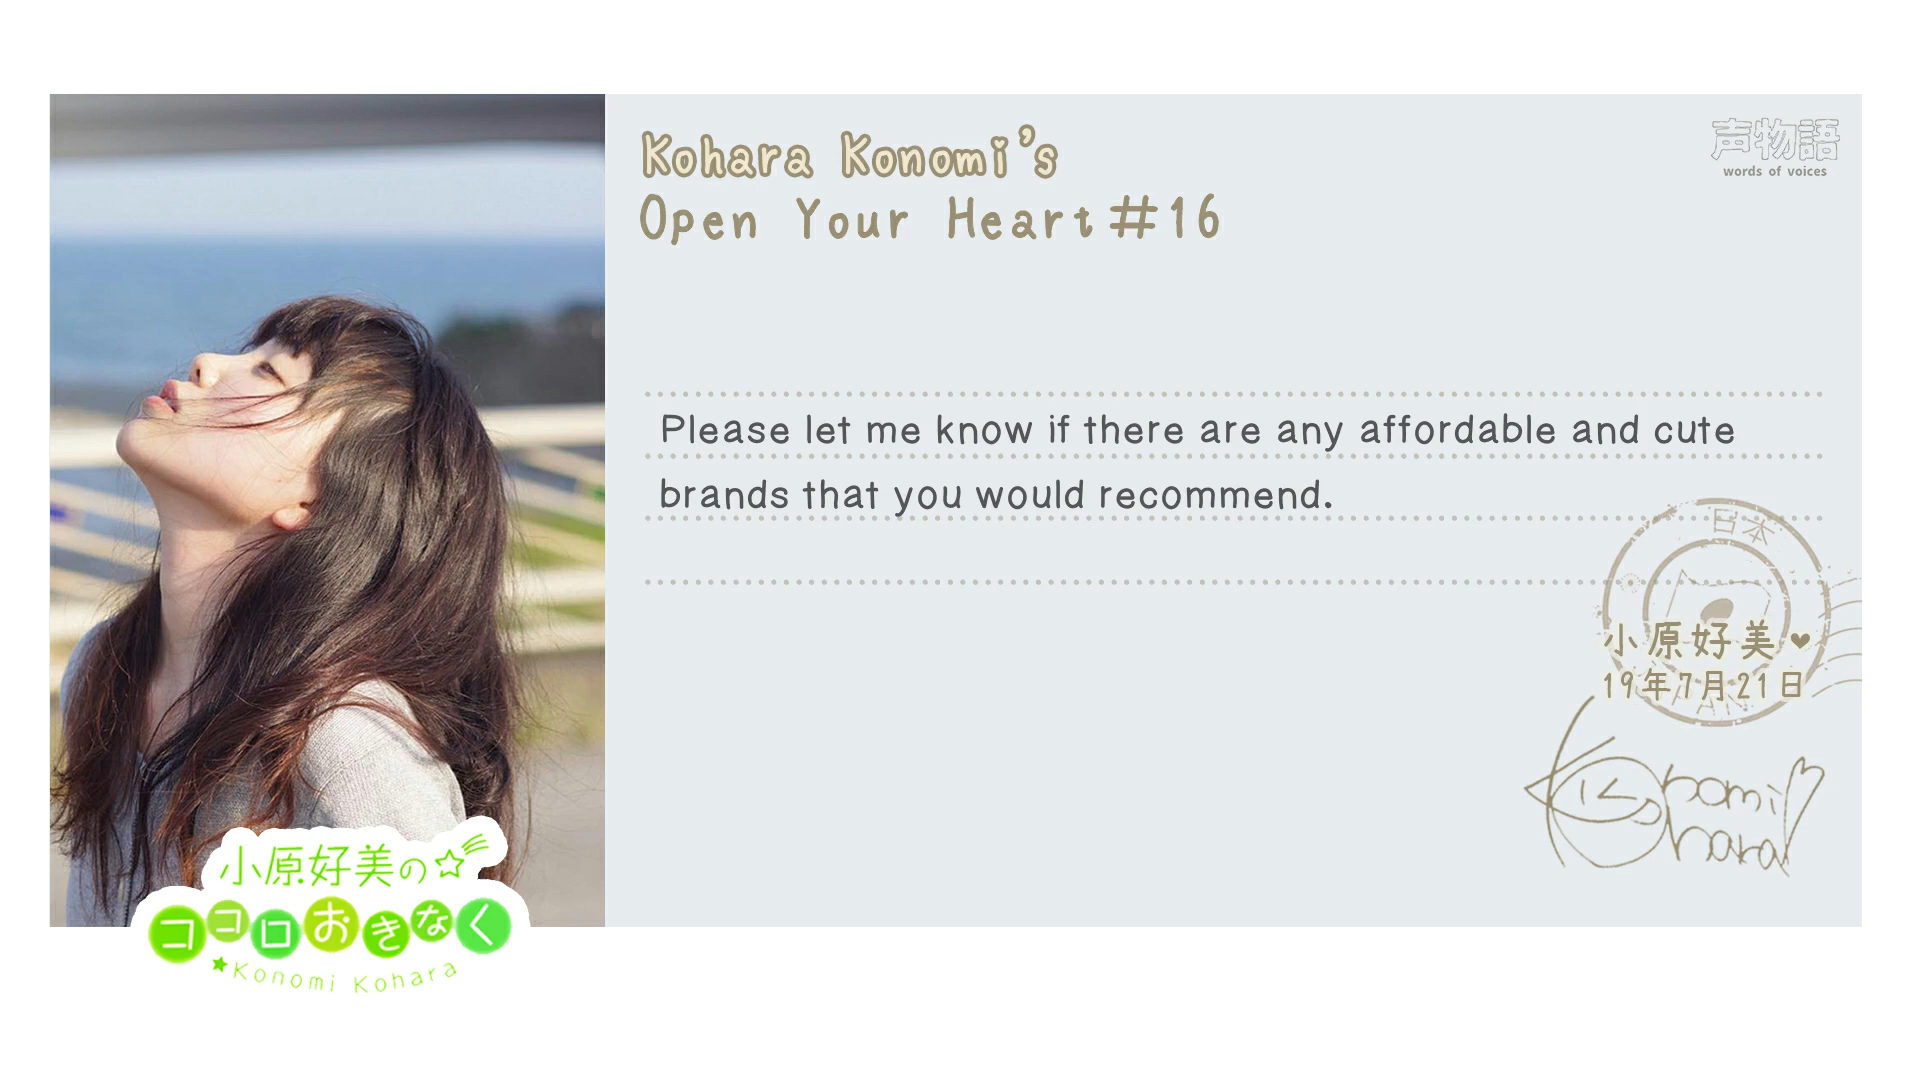 Kohara Konomi's
Open Your Heart#16
声物語
words of voices
Please let me know if there are any affordable and cute
brands that you would recommend.
日本
小原好美❤
19年7月21日
Konomi
Kohara
小原好美の☆
ココロおきなく
★Konomi Kohara